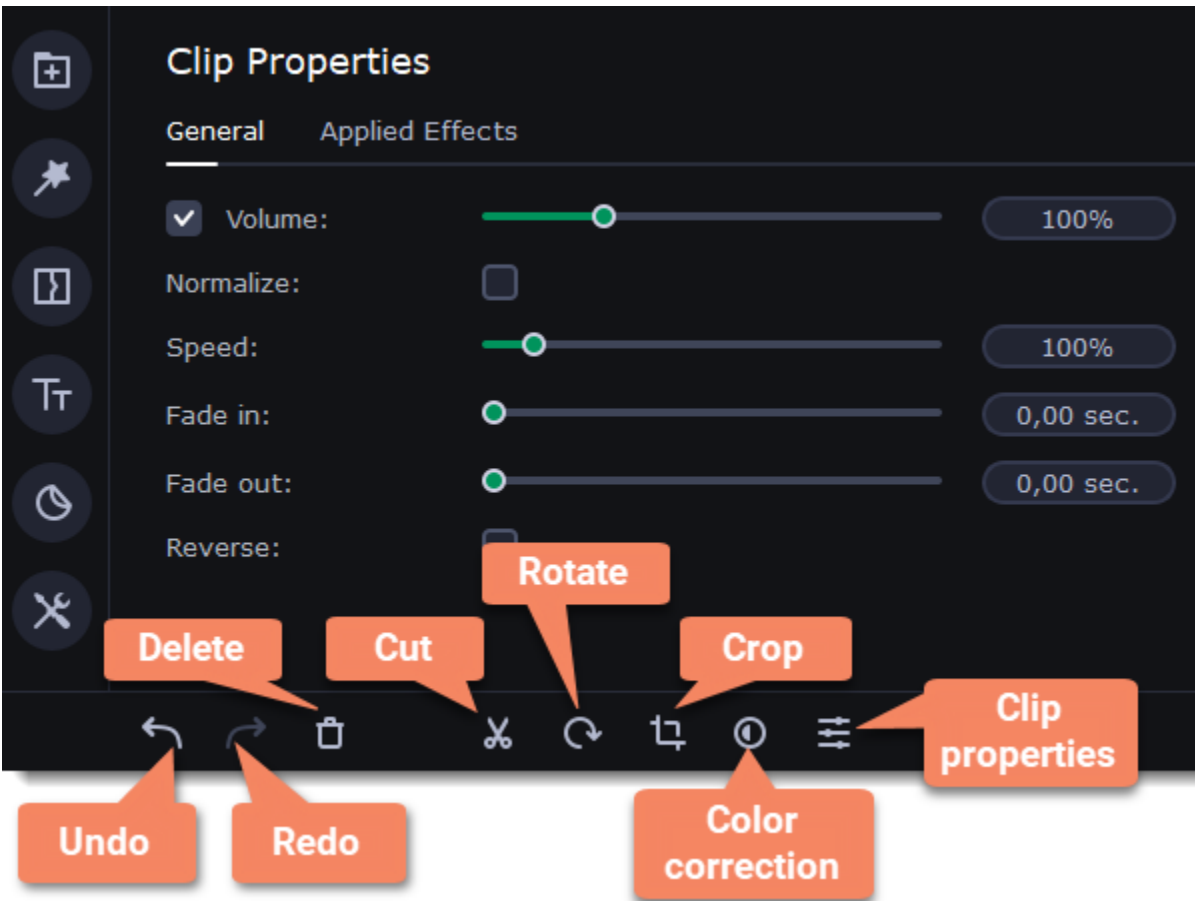 Clip Properties
General Applied Effects
Volume: 100%
Normalize:
Speed: 100%
Fade in: 0,00 sec.
Fade out: 0,00 sec.
Reverse:
Rotate
Delete Cut Crop
Clip
properties
Undo Redo
Color
correction